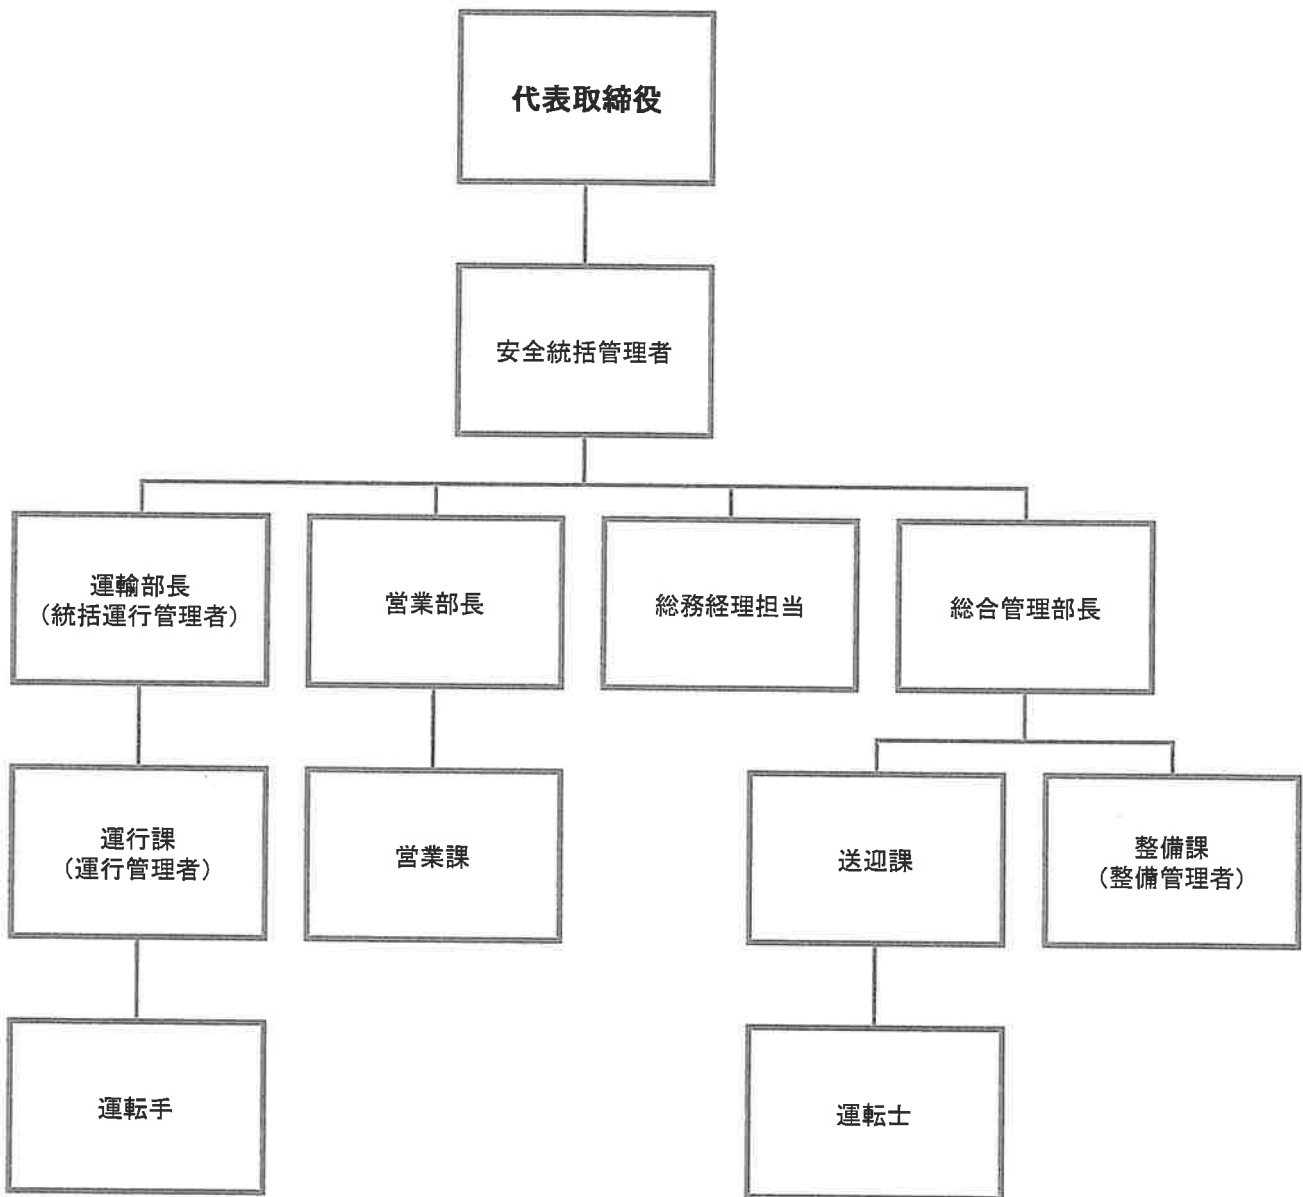 代表取締役
安全統括管理者
運輸部長
（統括運行管理者）
営業部長
総務経理担当
総合管理部長
運行課
（運行管理者）
営業課
送迎課
整備課
（整備管理者）
運転手
運転士